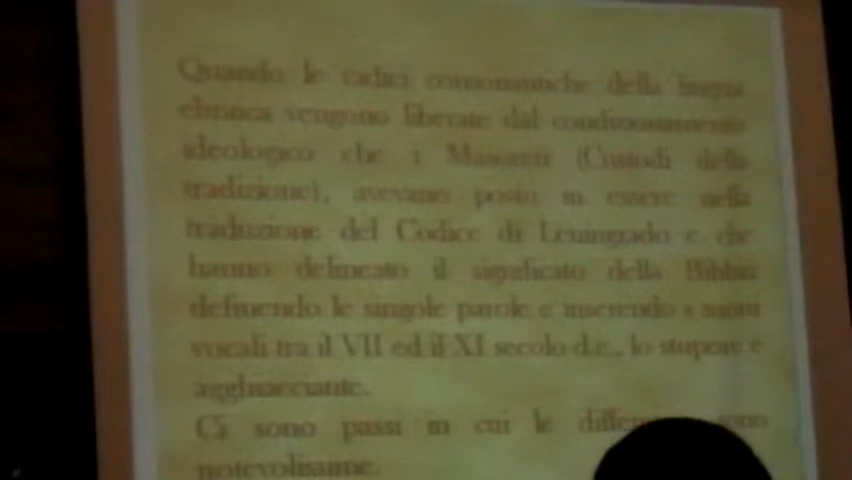 Quando le radici consonantiche della lingua
ebraica vengono liberate dal condizionamento
ideologico che i Masoreti (Custodi della
tradizione), avevano posto in essere nella
traduzione del Codice di Leningrado e che
hanno delineato il significato della Bibbia
definendo le singole parole e inserendo i suoni
vocali tra il VII ed il XI secolo d.c., lo stupore è
agghiacciante.
Ci sono passi in cui le sono
notevolissime.